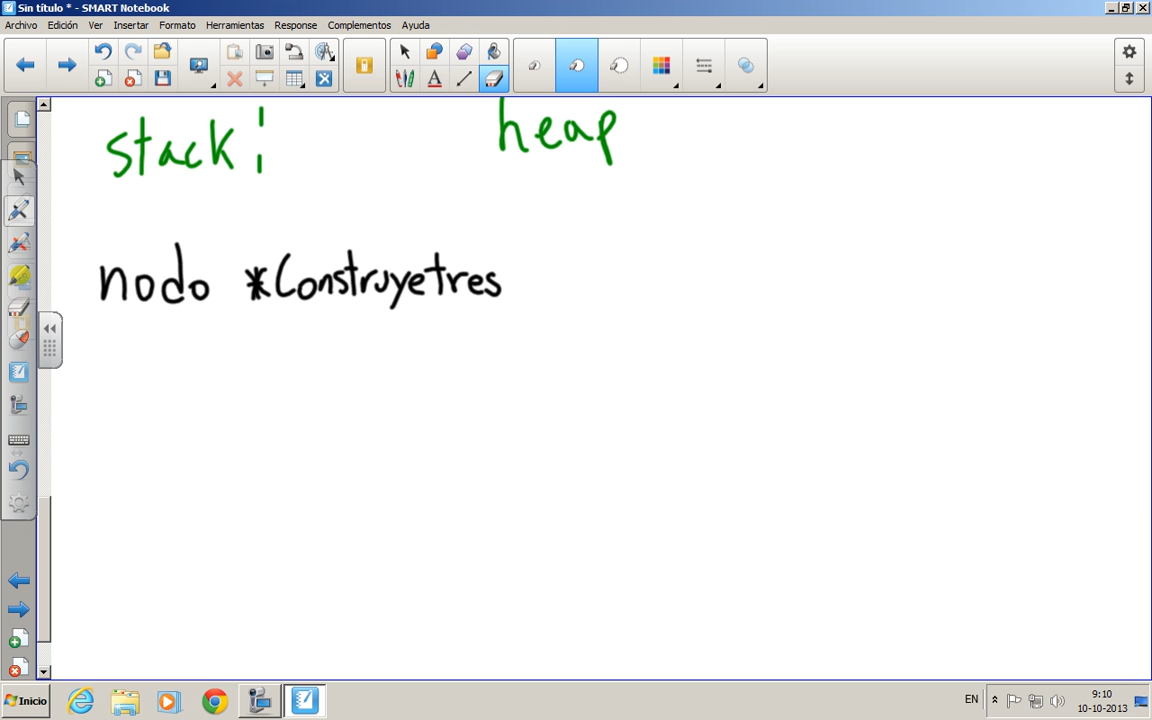 Sin título * - SMART Notebook
Archivo Edición Ver Insertar Formato Herramientas Response Complementos Ayuda
stack! heap
nodo *Construyetres
Inicio
EN
9:10
10-10-2013